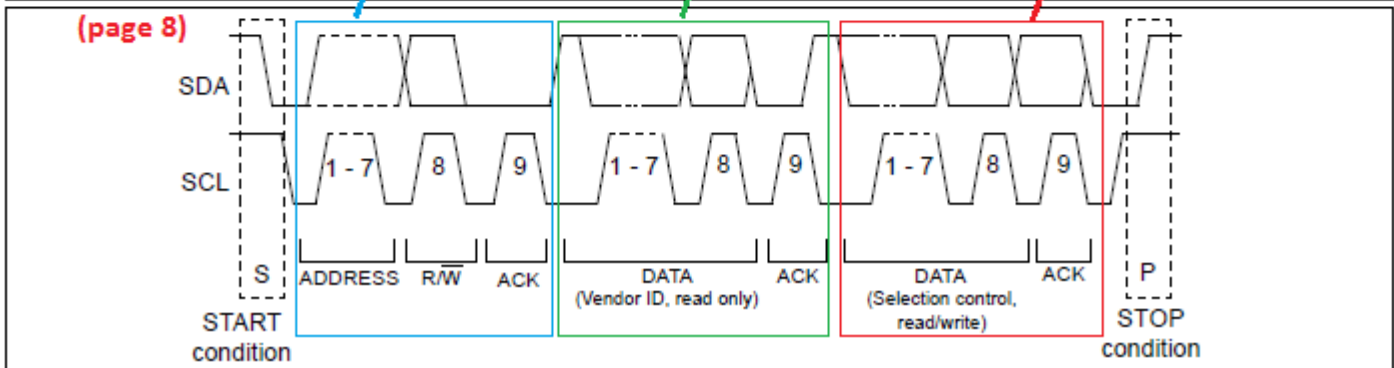 (page 8)
SDA
SCL
1 - 7 8 9 1 - 7 8 9 1 - 7 8 9
S ADDRESS R/W̅ ACK DATA ACK DATA ACK P
(Vendor ID, read only) (Selection control,
read/write)
START
condition
STOP
condition